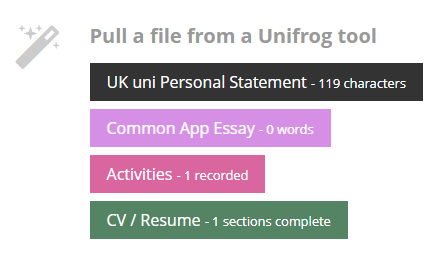 Pull a file from a Unifrog tool
UK uni Personal Statement - 119 characters
Common App Essay - 0 words
Activities - 1 recorded
CV / Resume - 1 sections complete